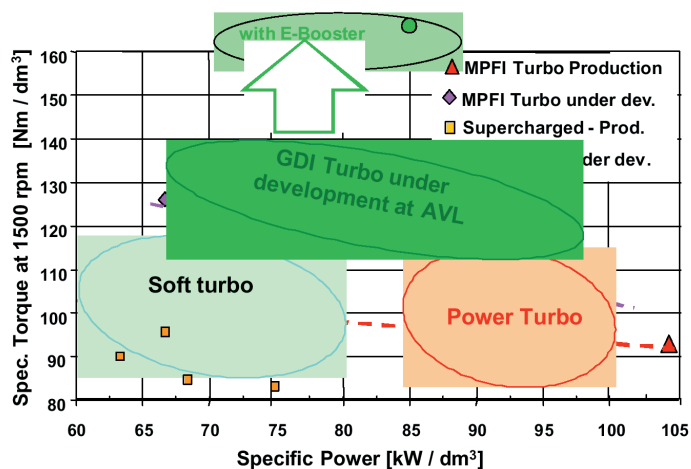 with E-Booster
160
150
140
130
120
110
100
90
80
Spec. Torque at 1500 rpm [Nm / dm³]
MPFI Turbo Production
MPFI Turbo under dev.
Supercharged - Prod.
der dev.
GDI Turbo under
development at AVL
Soft turbo
Power Turbo
60 65 70 75 80 85 90 95 100 105
Specific Power [kW / dm³]